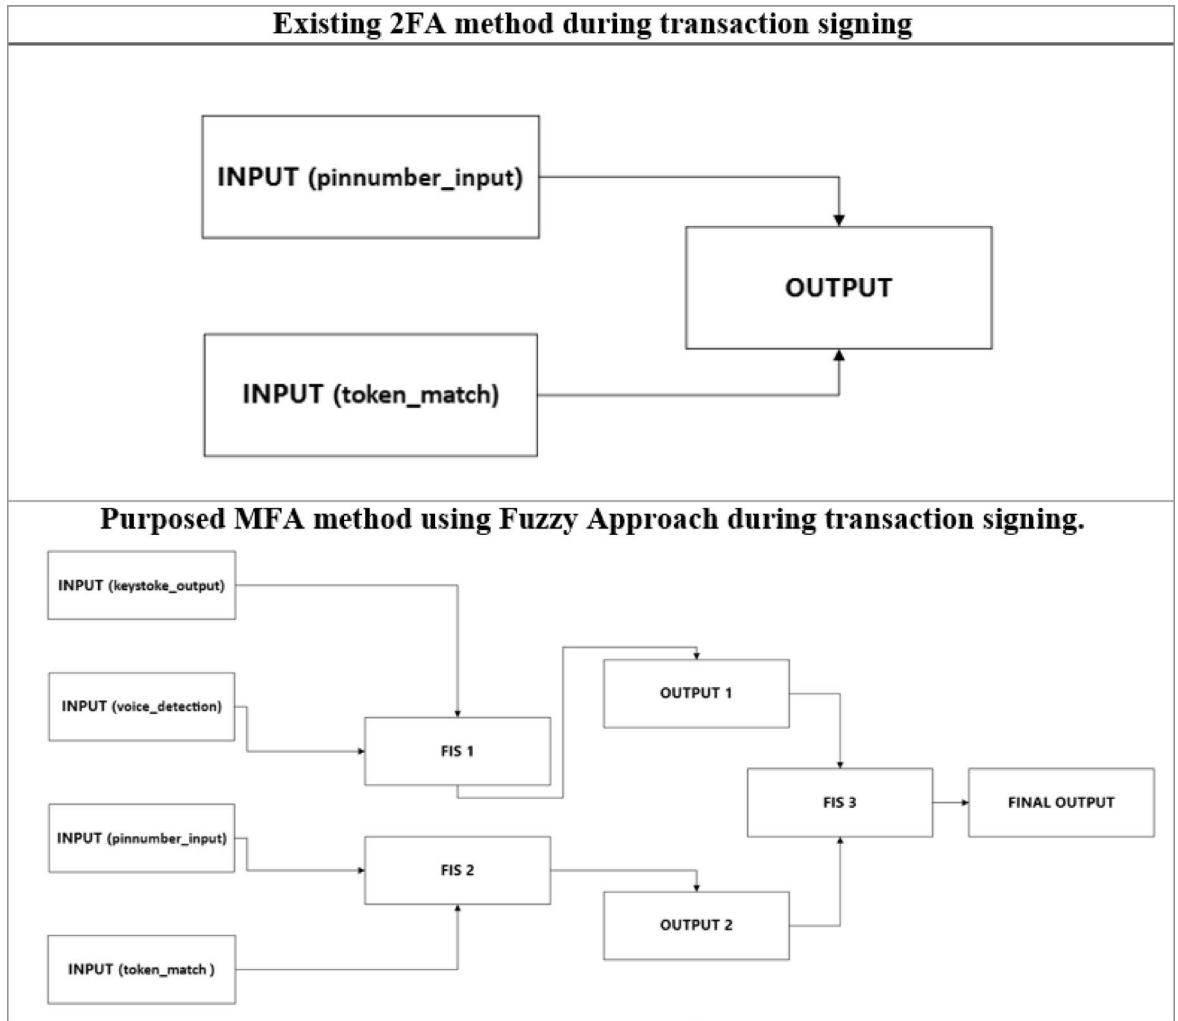 Existing 2FA method during transaction signing
INPUT (pinnumber_input)
OUTPUT
INPUT (token_match)
Purposed MFA method using Fuzzy Approach during transaction signing.
INPUT (keystoke_output)
OUTPUT 1
INPUT (voice_detection)
FIS 1
FIS 3
FINAL OUTPUT
INPUT (pinnumber_input)
FIS 2
OUTPUT 2
INPUT (token_match )